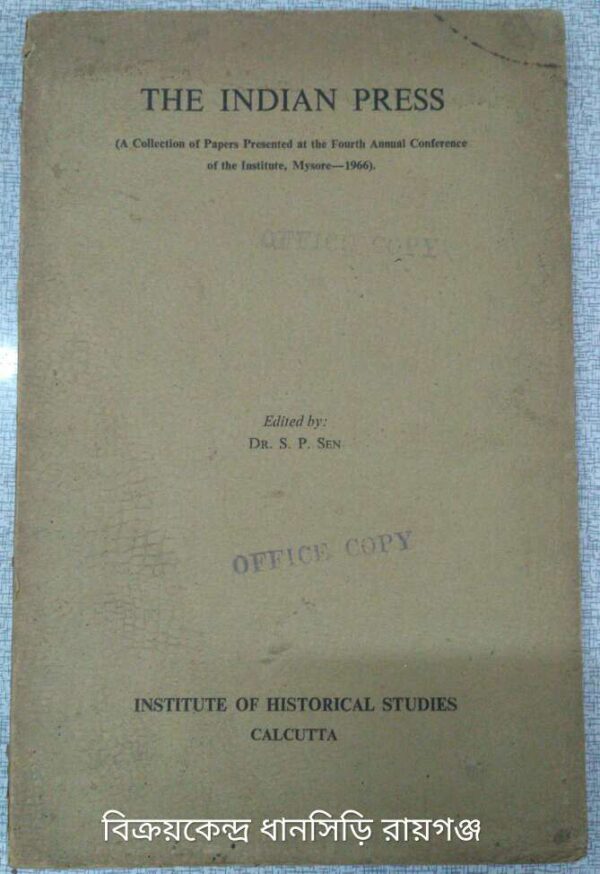 THE INDIAN PRESS
(A Collection of Papers Presented at the Fourth Annual Conference
of the Institute, Mysore—1966).
OFFICE COPY
Edited by:
DR. S. P. SEN
OFFICE COPY
INSTITUTE OF HISTORICAL STUDIES
CALCUTTA
বিক্রয়কেন্দ্র ধানসিড়ি রায়গঞ্জ